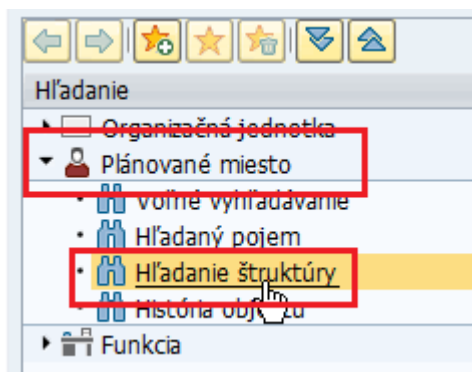 Hľadanie
Organizačná jednotka
Plánované miesto
Voľné vyhľadávanie
Hľadaný pojem
Hľadanie štruktúry
História objektu
Funkcia